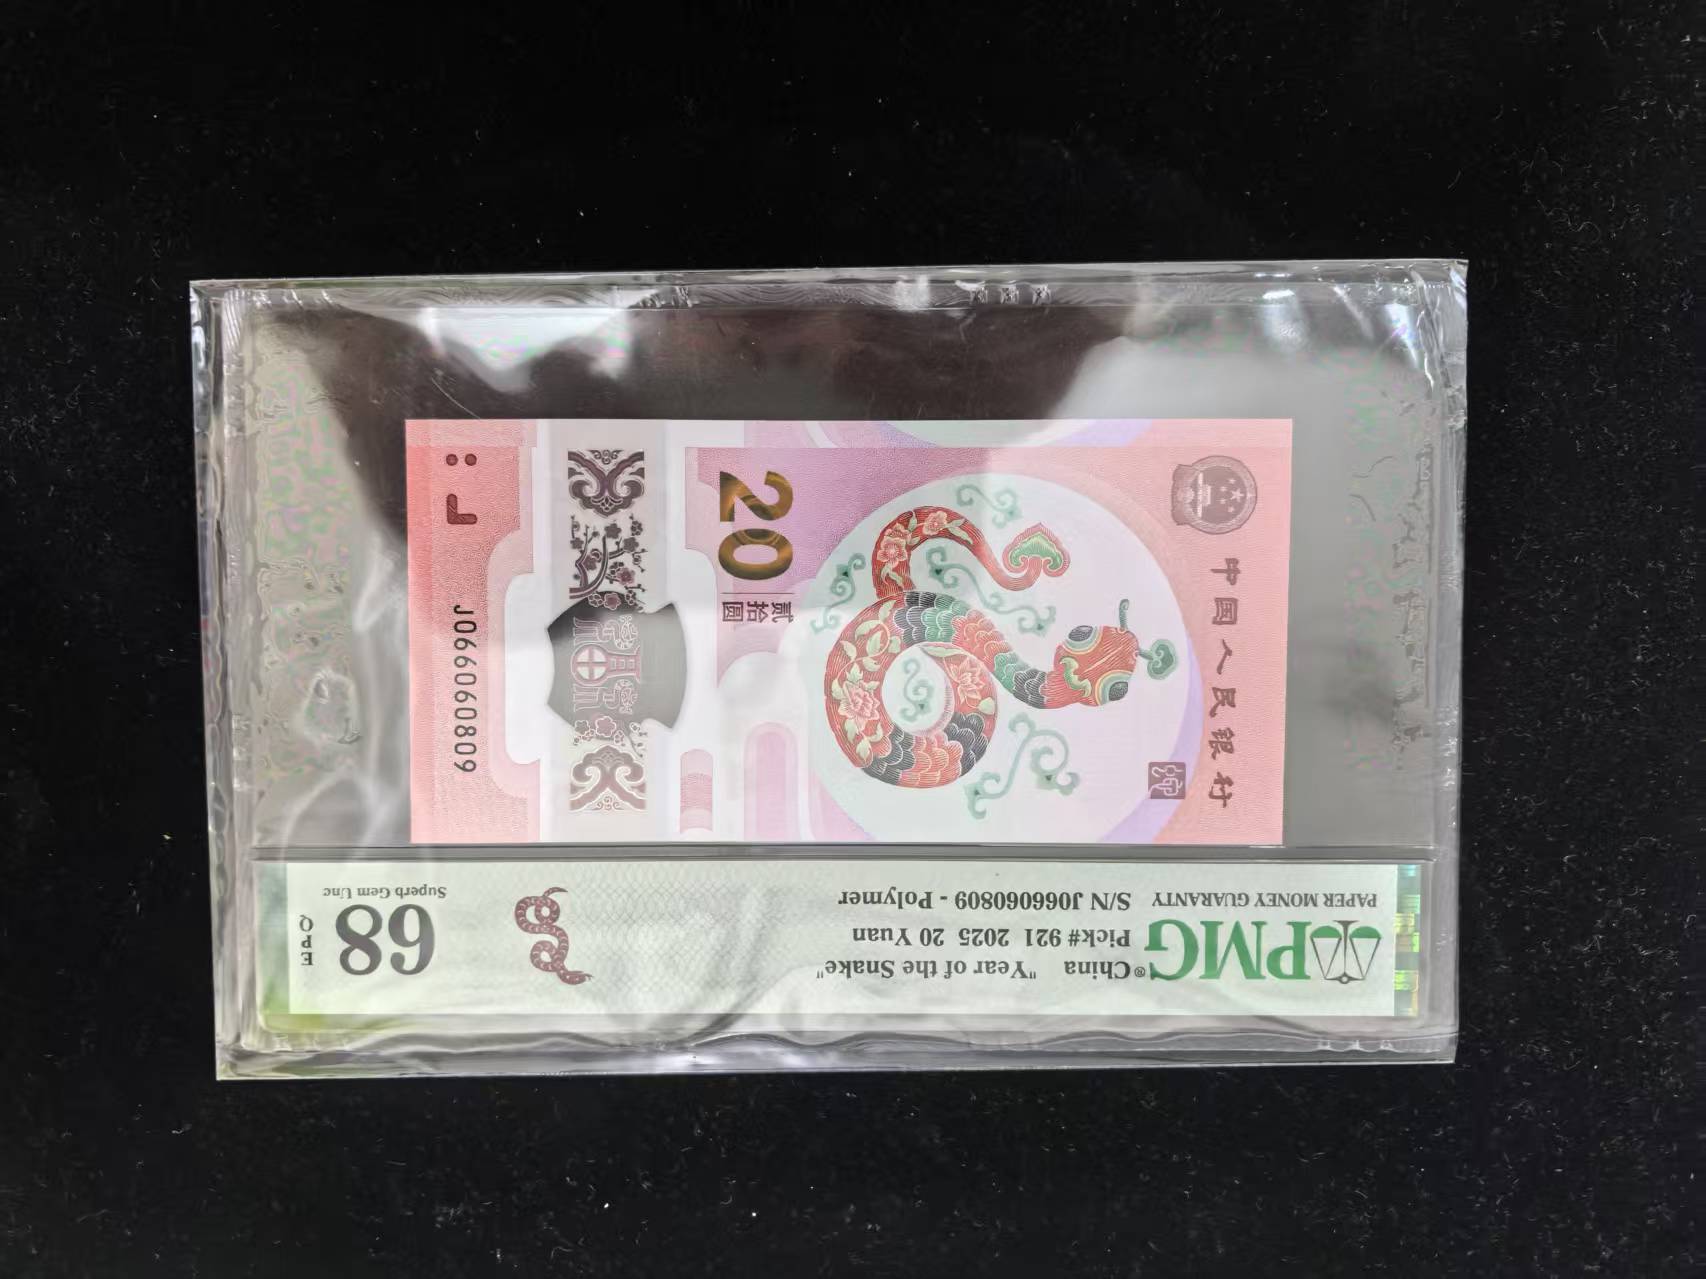 中国人民银行
蛇
20
贰拾圆
J066060809
PMG
PAPER MONEY GUARANTY
®China "Year of the Snake"
Pick# 921 2025 20 Yuan
S/N J066060809 - Polymer
68
Superb Gem Unc
EPQ